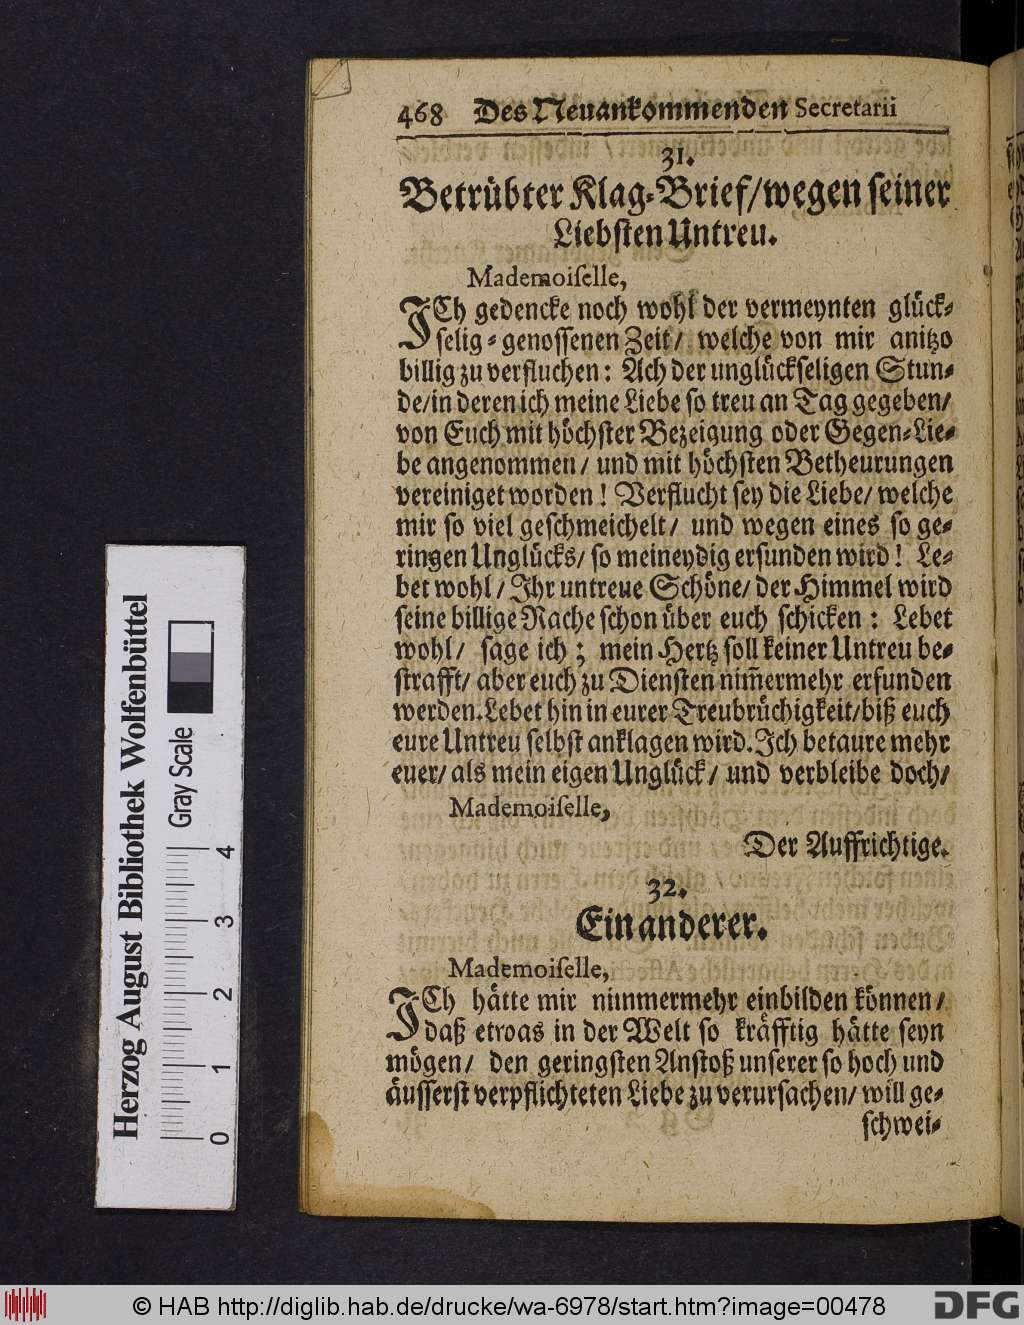 468 Des Neuankommenden Secretarii
31.
Betrübter Klag-Brief/wegen seiner
Liebsten Untreu.
Mademoiſelle,
ICh gedencke noch wohl der vermeynten glück-
selig-genossenen Zeit/ welche von mir anitzo
billig zu verfluchen: Ach der unglückseligen Stun-
de/in deren ich meine Liebe so treu an Tag gegeben/
von Euch mit höchster Bezeigung oder Gegen-Lie-
be angenommen/ und mit höchsten Betheurungen
vereiniget worden! Verflucht sey die Liebe/ welche
mir so viel geschmeichelt/ und wegen eines so ge-
ringen Unglücks/ so meineydig erfunden wird! Le-
bet wohl/ Ihr untreue Schöne/ der Himmel wird
seine billige Rache schon über euch schicken: Lebet
wohl/ sage ich; mein Hertz soll keiner Untreu be-
strafft/ aber euch zu Diensten nim̃ermehr erfunden
werden. Lebet hin in eurer Treubrüchigkeit/biß euch
eure Untreu selbst anklagen wird. Ich betaure mehr
euer/ als mein eigen Unglück/ und verbleibe doch/
Mademoiſelle,
Der Auffrichtige.
32.
Ein anderer.
Mademoiſelle,
ICh hätte mir nimmermehr einbilden können/
daß etwas in der Welt so kräfftig hätte seyn
mögen/ den geringsten Anstoß unserer so hoch und
äusserst verpflichteten Liebe zu verursachen/ will ge-
schwei-
Herzog August Bibliothek Wolfenbüttel
Gray Scale
0 1 2 3 4
© HAB http://diglib.hab.de/drucke/wa-6978/start.htm?image=00478
DFG